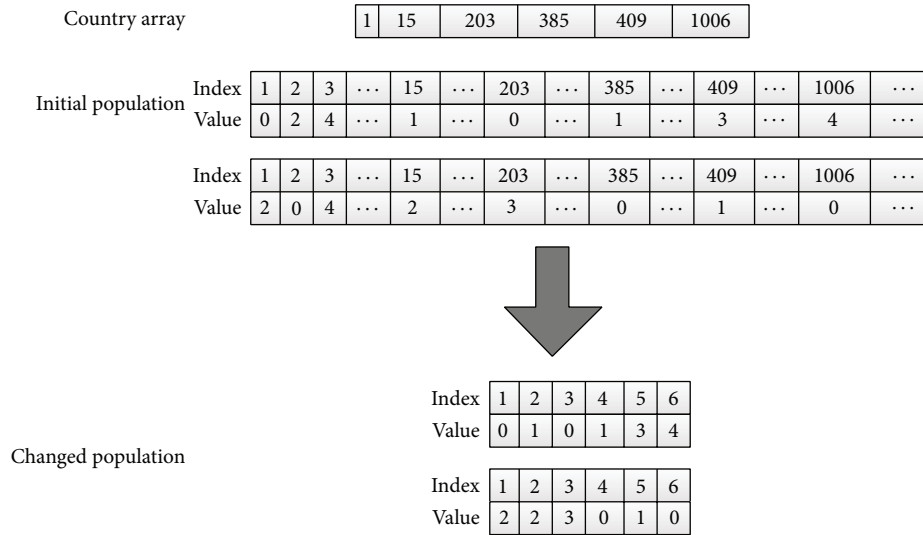 Country array 1 15 203 385 409 1006
Initial population
Index 1 2 3 ··· 15 ··· 203 ··· 385 ··· 409 ··· 1006 ···
Value 0 2 4 ··· 1 ··· 0 ··· 1 ··· 3 ··· 4 ···
Index 1 2 3 ··· 15 ··· 203 ··· 385 ··· 409 ··· 1006 ···
Value 2 0 4 ··· 2 ··· 3 ··· 0 ··· 1 ··· 0 ···
Changed population
Index 1 2 3 4 5 6
Value 0 1 0 1 3 4
Index 1 2 3 4 5 6
Value 2 2 3 0 1 0